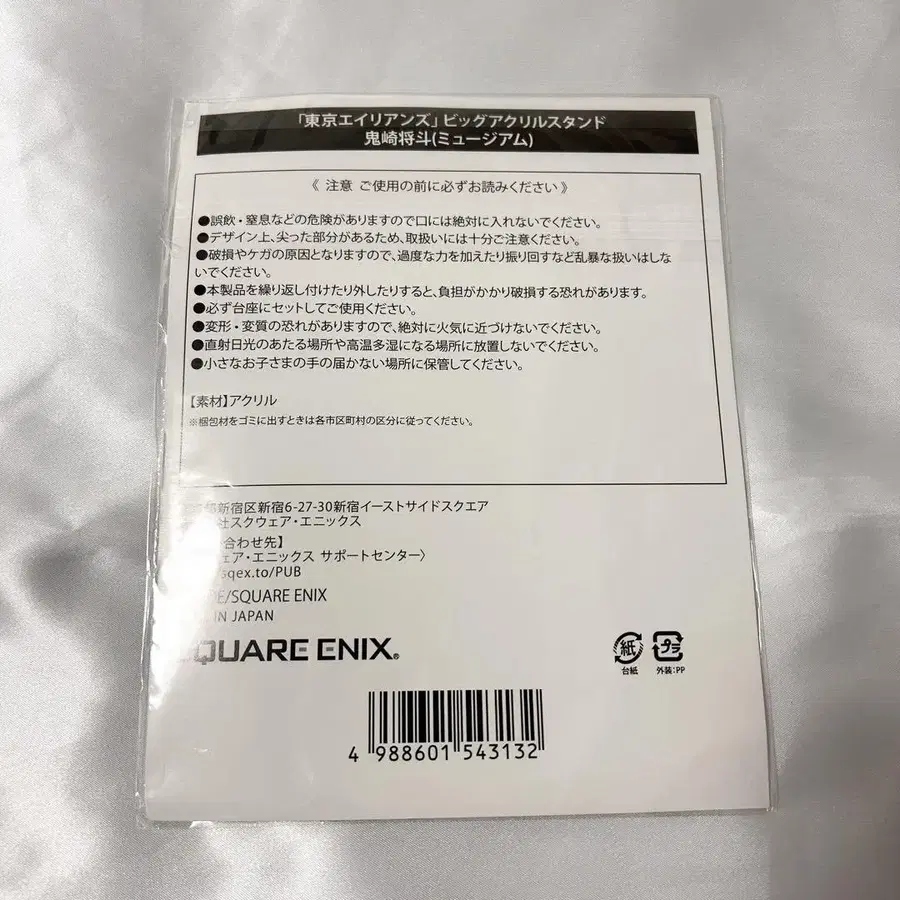 「東京エイリアンズ」ビッグアクリルスタンド
鬼崎将斗(ミュージアム)
《 注意 ご使用の前に必ずお読みください 》
●誤飲・窒息などの危険がありますので口には絶対に入れないでください。
●デザイン上、尖った部分があるため、取扱いには十分ご注意ください。
●破損やケガの原因となりますので、過度な力を加えたり振り回すなど乱暴な扱いはしな
いでください。
●本製品を繰り返し付けたり外したりすると、負担がかかり破損する恐れがあります。
●必ず台座にセットしてご使用ください。
●変形・変質の恐れがありますので、絶対に火気に近づけないでください。
●直射日光のあたる場所や高温多湿になる場所に放置しないでください。
●小さなお子さまの手の届かない場所に保管してください。
【素材】アクリル
※梱包材をゴミに出すときは各市区町村の区分に従ってください。
新宿区新宿6-27-30新宿イーストサイドスクエア
社スクウェア・エニックス
合わせ先】
ェア・エニックス サポートセンター〉
sqex.to/PUB
/SQUARE ENIX
IN JAPAN
SQUARE ENIX®
紙 プラ
台紙 外装:PP
4 988601 543132